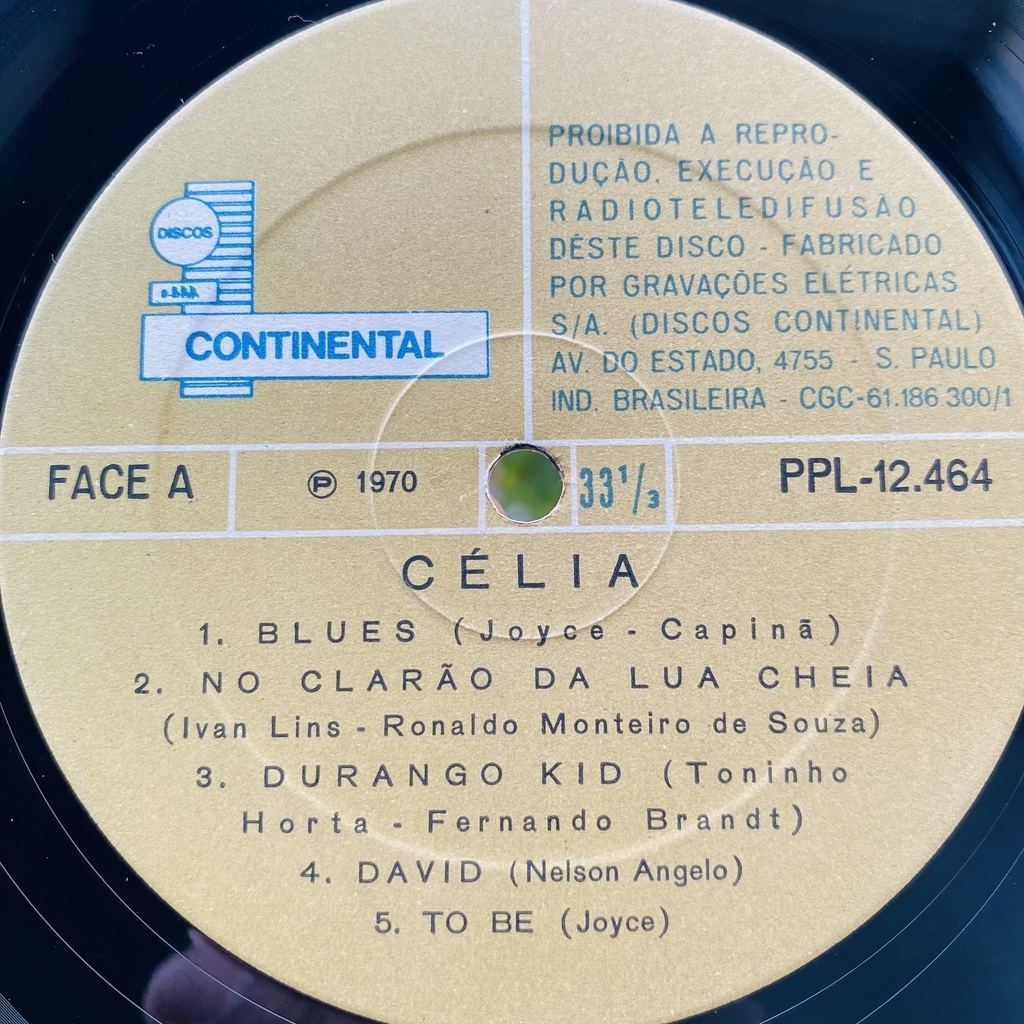 PROIBIDA A REPRO-
DUÇÃO, EXECUÇÃO E
RADIOTELEDIFUSÃO
DÊSTE DISCO - FABRICADO
POR GRAVAÇÕES ELÉTRICAS
S/A. (DISCOS CONTINENTAL)
AV. DO ESTADO, 4755 - S. PAULO
IND. BRASILEIRA - CGC-61.186.300/1
DISCOS
CONTINENTAL
FACE A
℗ 1970
33 1/3
PPL-12.464
CÉLIA
1. BLUES (Joyce - Capinã)
2. NO CLARÃO DA LUA CHEIA
(Ivan Lins - Ronaldo Monteiro de Souza)
3. DURANGO KID (Toninho
Horta - Fernando Brandt)
4. DAVID (Nelson Angelo)
5. TO BE (Joyce)